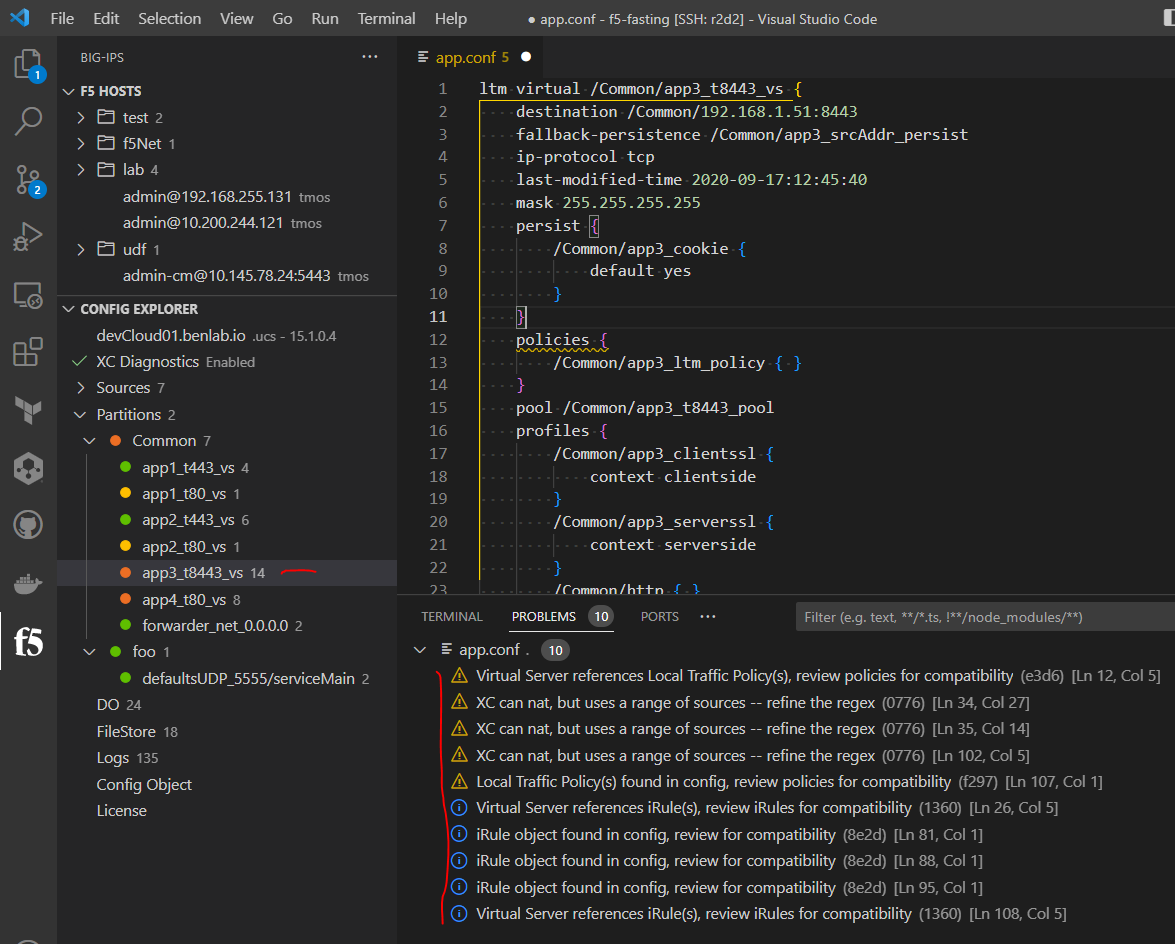 File Edit Selection View Go Run Terminal Help ● app.conf - f5-fasting [SSH: r2d2] - Visual Studio Code
1
2
f5
BIG-IPS ···
F5 HOSTS
test 2
f5Net 1
lab 4
admin@192.168.255.131 tmos
admin@10.200.244.121 tmos
udf 1
admin-cm@10.145.78.24:5443 tmos
CONFIG EXPLORER
devCloud01.benlab.io .ucs - 15.1.0.4
XC Diagnostics Enabled
Sources 7
Partitions 2
Common 7
app1_t443_vs 4
app1_t80_vs 1
app2_t443_vs 6
app2_t80_vs 1
app3_t8443_vs 14
app4_t80_vs 8
forwarder_net_0.0.0.0 2
foo 1
defaultsUDP_5555/serviceMain 2
DO 24
FileStore 18
Logs 135
Config Object
License
app.conf 5 ●
1 ltm virtual /Common/app3_t8443_vs {
2 destination /Common/192.168.1.51:8443
3 fallback-persistence /Common/app3_srcAddr_persist
4 ip-protocol tcp
5 last-modified-time 2020-09-17:12:45:40
6 mask 255.255.255.255
7 persist {
8 /Common/app3_cookie {
9 default yes
10 }
11 }
12 policies {
13 /Common/app3_ltm_policy { }
14 }
15 pool /Common/app3_t8443_pool
16 profiles {
17 /Common/app3_clientssl {
18 context clientside
19 }
20 /Common/app3_serverssl {
21 context serverside
22 }
23 /Common/http { }
TERMINAL PROBLEMS 10 PORTS ··· Filter (e.g. text, **/*.ts, !**/node_modules/**)
app.conf . 10
Virtual Server references Local Traffic Policy(s), review policies for compatibility (e3d6) [Ln 12, Col 5]
XC can nat, but uses a range of sources -- refine the regex (0776) [Ln 34, Col 27]
XC can nat, but uses a range of sources -- refine the regex (0776) [Ln 35, Col 14]
XC can nat, but uses a range of sources -- refine the regex (0776) [Ln 102, Col 5]
Local Traffic Policy(s) found in config, review policies for compatibility (f297) [Ln 107, Col 1]
Virtual Server references iRule(s), review iRules for compatibility (1360) [Ln 26, Col 5]
iRule object found in config, review for compatibility (8e2d) [Ln 81, Col 1]
iRule object found in config, review for compatibility (8e2d) [Ln 88, Col 1]
iRule object found in config, review for compatibility (8e2d) [Ln 95, Col 1]
Virtual Server references iRule(s), review iRules for compatibility (1360) [Ln 108, Col 5]